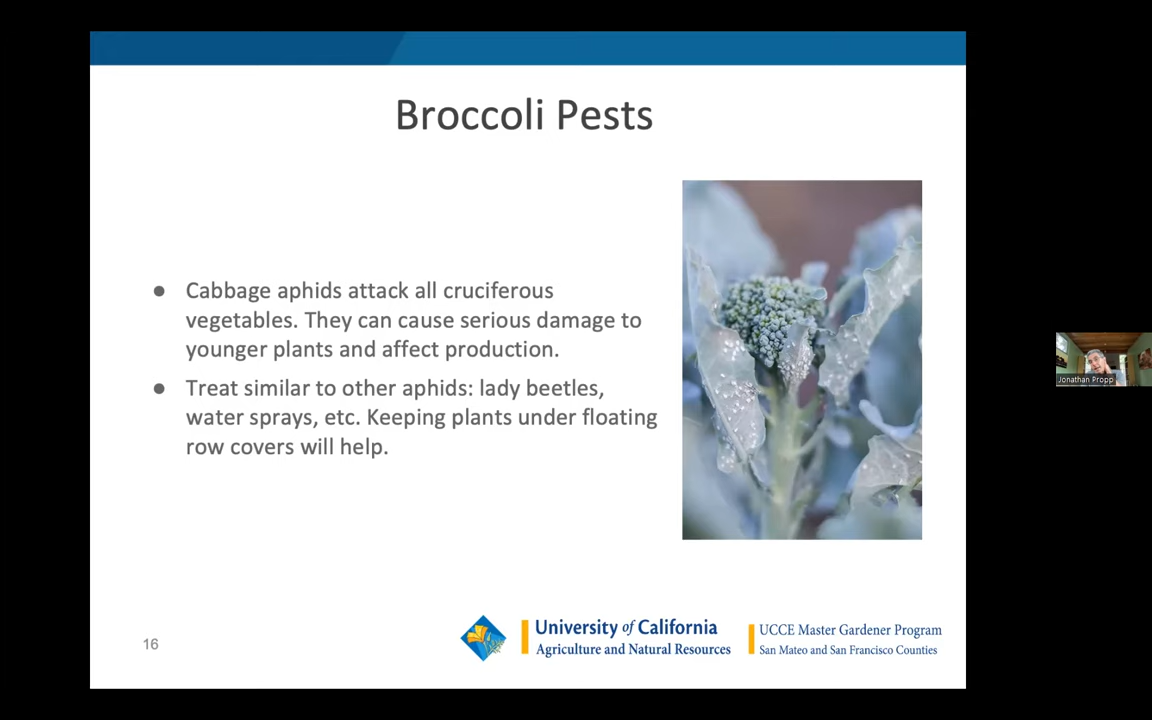 Broccoli Pests
● Cabbage aphids attack all cruciferous
vegetables. They can cause serious damage to
younger plants and affect production.
● Treat similar to other aphids: lady beetles,
water sprays, etc. Keeping plants under floating
row covers will help.
Jonathan Propp
16
University of California
Agriculture and Natural Resources
UCCE Master Gardener Program
San Mateo and San Francisco Counties